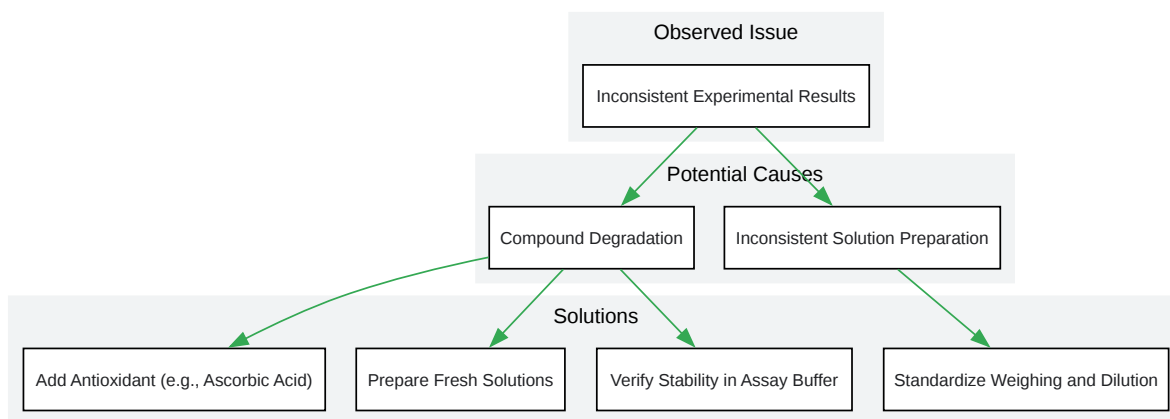 Observed Issue
Inconsistent Experimental Results
Potential Causes
Compound Degradation
Inconsistent Solution Preparation
Solutions
Add Antioxidant (e.g., Ascorbic Acid)
Prepare Fresh Solutions
Verify Stability in Assay Buffer
Standardize Weighing and Dilution